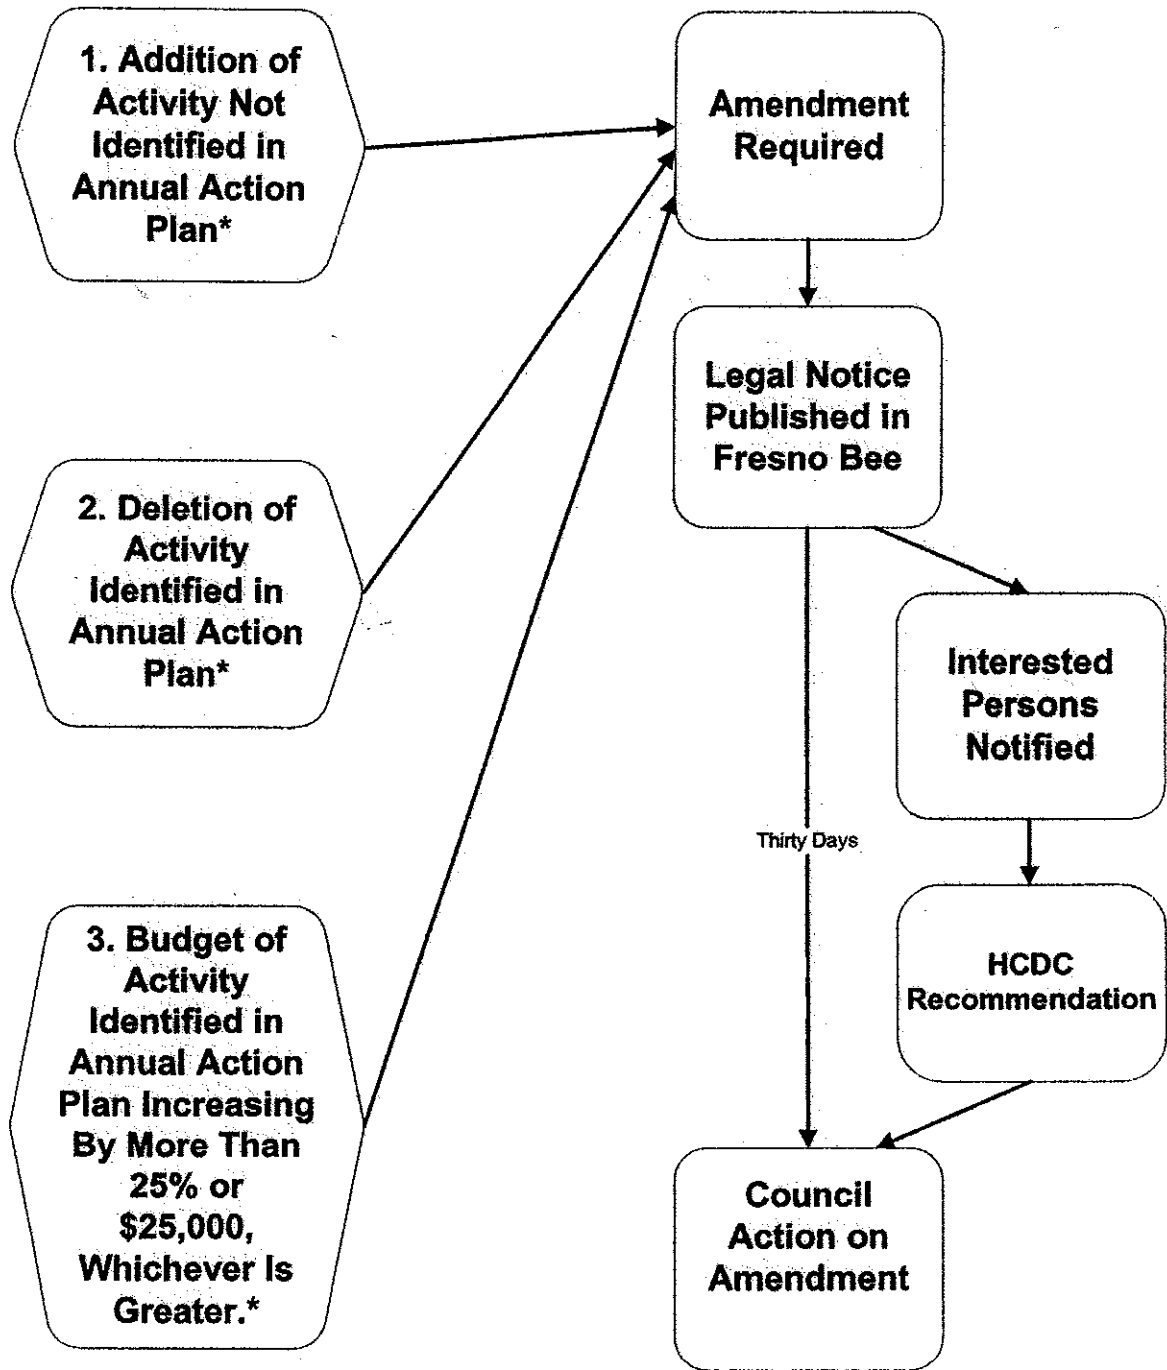 1. Addition of
Activity Not
Identified in
Annual Action
Plan*
Amendment
Required
Legal Notice
Published in
Fresno Bee
2. Deletion of
Activity
Identified in
Annual Action
Plan*
Interested
Persons
Notified
Thirty Days
3. Budget of
Activity
Identified in
Annual Action
Plan Increasing
By More Than
25% or
$25,000,
Whichever Is
Greater.*
HCDC
Recommendation
Council
Action on
Amendment